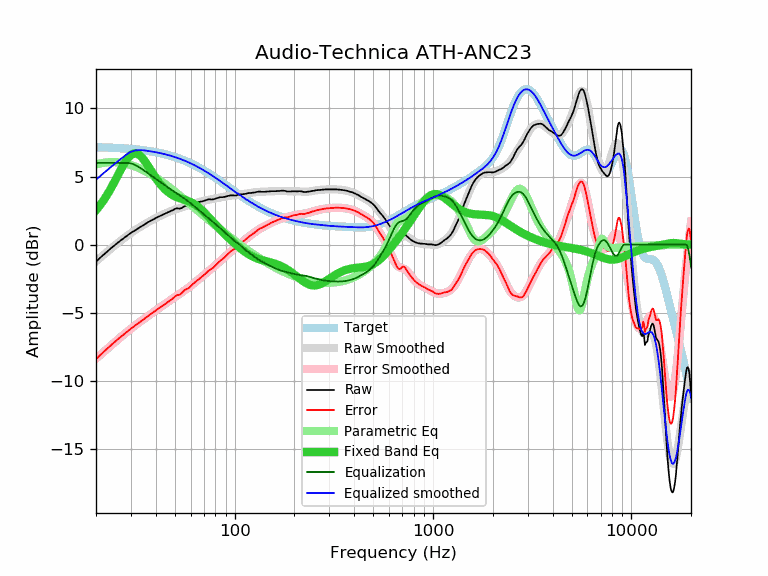 Audio-Technica ATH-ANC23
10
5
0
−5
−10
−15
Amplitude (dBr)
Target
Raw Smoothed
Error Smoothed
Raw
Error
Parametric Eq
Fixed Band Eq
Equalization
Equalized smoothed
100 1000 10000
Frequency (Hz)